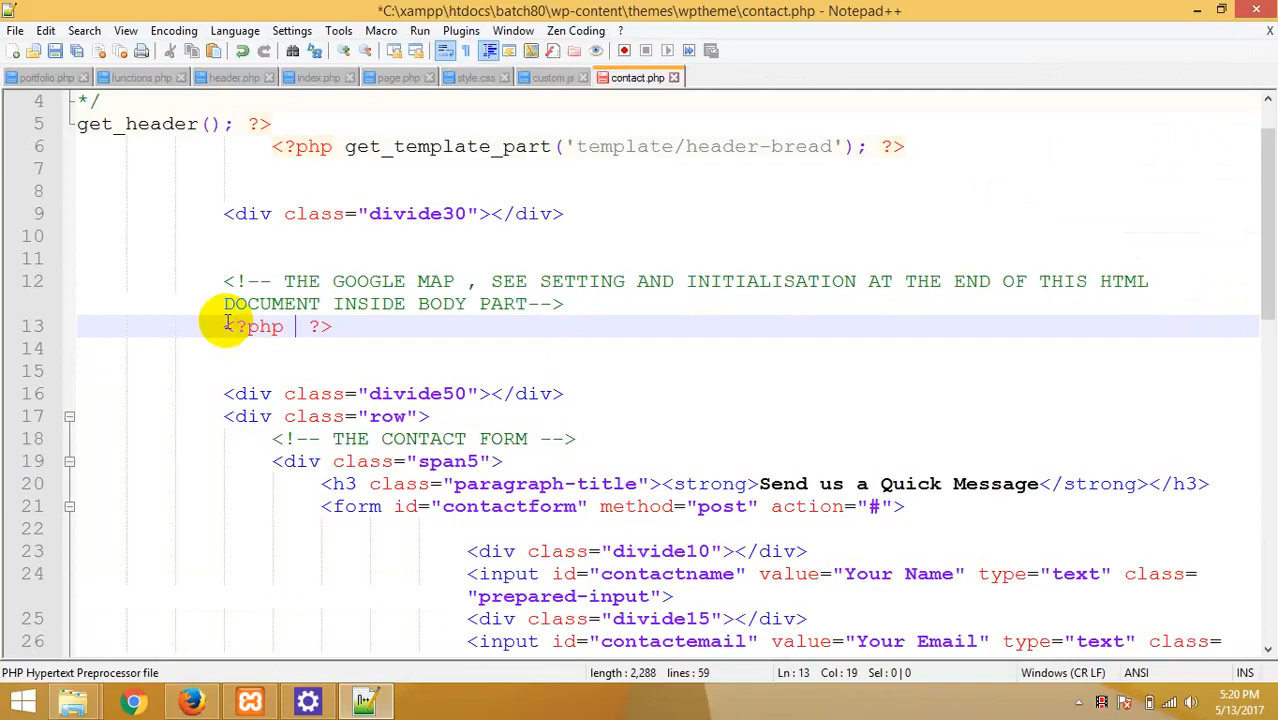 *C:\xampp\htdocs\batch80\wp-content\themes\wptheme\contact.php - Notepad++
File Edit Search View Encoding Language Settings Tools Macro Run Plugins Window Zen Coding ? X
portfolio.php functions.php header.php index.php page.php style.css custom.js contact.php
4 */
5 get_header(); ?>
6 <?php get_template_part('template/header-bread'); ?>
7
8
9 <div class="divide30"></div>
10
11
12 <!-- THE GOOGLE MAP , SEE SETTING AND INITIALISATION AT THE END OF THIS HTML
DOCUMENT INSIDE BODY PART-->
13 <?php  ?>
14
15
16 <div class="divide50"></div>
17 <div class="row">
18 <!-- THE CONTACT FORM -->
19 <div class="span5">
20 <h3 class="paragraph-title"><strong>Send us a Quick Message</strong></h3>
21 <form id="contactform" method="post" action="#">
22
23 <div class="divide10"></div>
24 <input id="contactname" value="Your Name" type="text" class=
"prepared-input">
25 <div class="divide15"></div>
26 <input id="contactemail" value="Your Email" type="text" class=
PHP Hypertext Preprocessor file length : 2,288 lines : 59 Ln : 13 Col : 19 Sel : 0 | 0 Windows (CR LF) ANSI INS
5:20 PM
5/13/2017